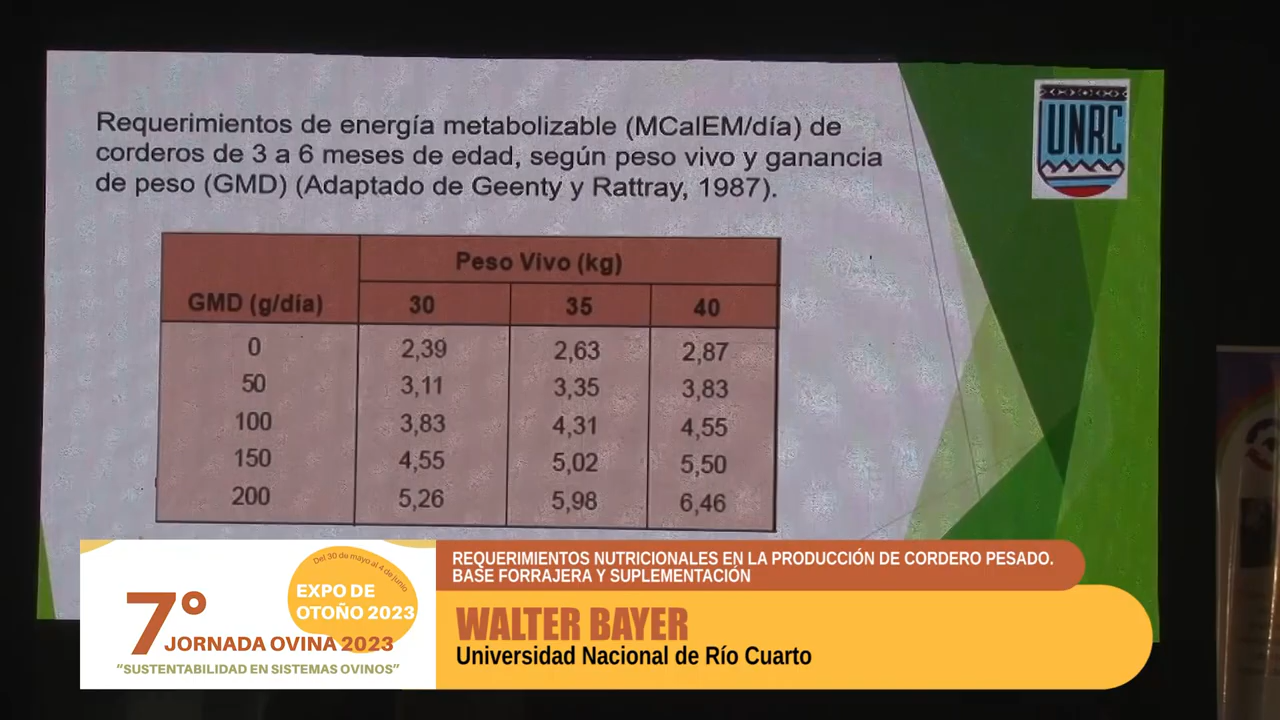 Requerimientos de energía metabolizable (MCalEM/día) de
corderos de 3 a 6 meses de edad, según peso vivo y ganancia
de peso (GMD) (Adaptado de Geenty y Rattray, 1987).
UNRC
Peso Vivo (kg)
GMD (g/día) 30 35 40
0 2,39 2,63 2,87
50 3,11 3,35 3,83
100 3,83 4,31 4,55
150 4,55 5,02 5,50
200 5,26 5,98 6,46
Del 30 de mayo al 4 de junio
EXPO DE
OTOÑO 2023
7°
JORNADA OVINA 2023
“SUSTENTABILIDAD EN SISTEMAS OVINOS”
REQUERIMIENTOS NUTRICIONALES EN LA PRODUCCIÓN DE CORDERO PESADO.
BASE FORRAJERA Y SUPLEMENTACIÓN
WALTER BAYER
Universidad Nacional de Río Cuarto